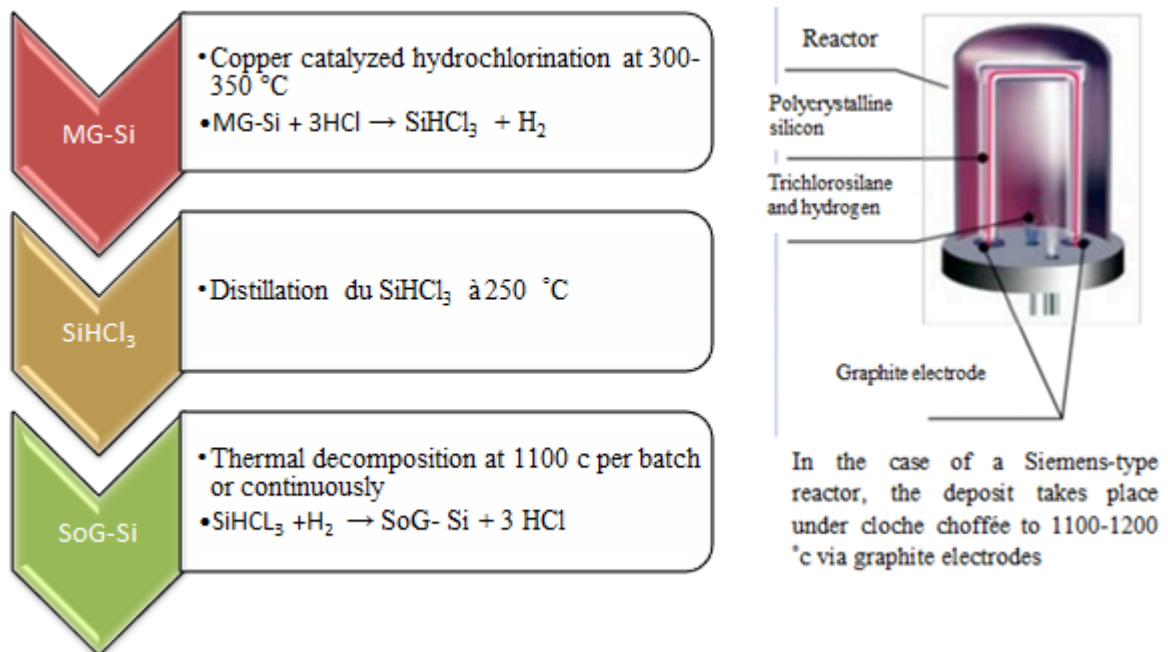 MG-Si
•Copper catalyzed hydrochlorination at 300-
350 °C
•MG-Si + 3HCl → SiHCl₃ + H₂
SiHCl₃
•Distillation du SiHCl₃ à 250 °C
SoG-Si
•Thermal decomposition at 1100 c per batch
or continuously
•SiHCL₃ +H₂ → SoG- Si + 3 HCl
Reactor
Polycrystalline
silicon
Trichlorosilane
and hydrogen
Graphite electrode
In the case of a Siemens-type
reactor, the deposit takes place
under cloche choffée to 1100-1200
°c via graphite electrodes